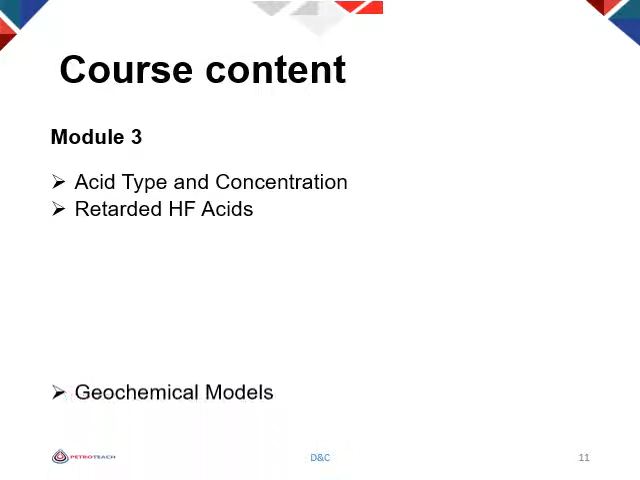 Course content
Module 3
➢ Acid Type and Concentration
➢ Retarded HF Acids
➢ Geochemical Models
PETROTEACH
D&C
11